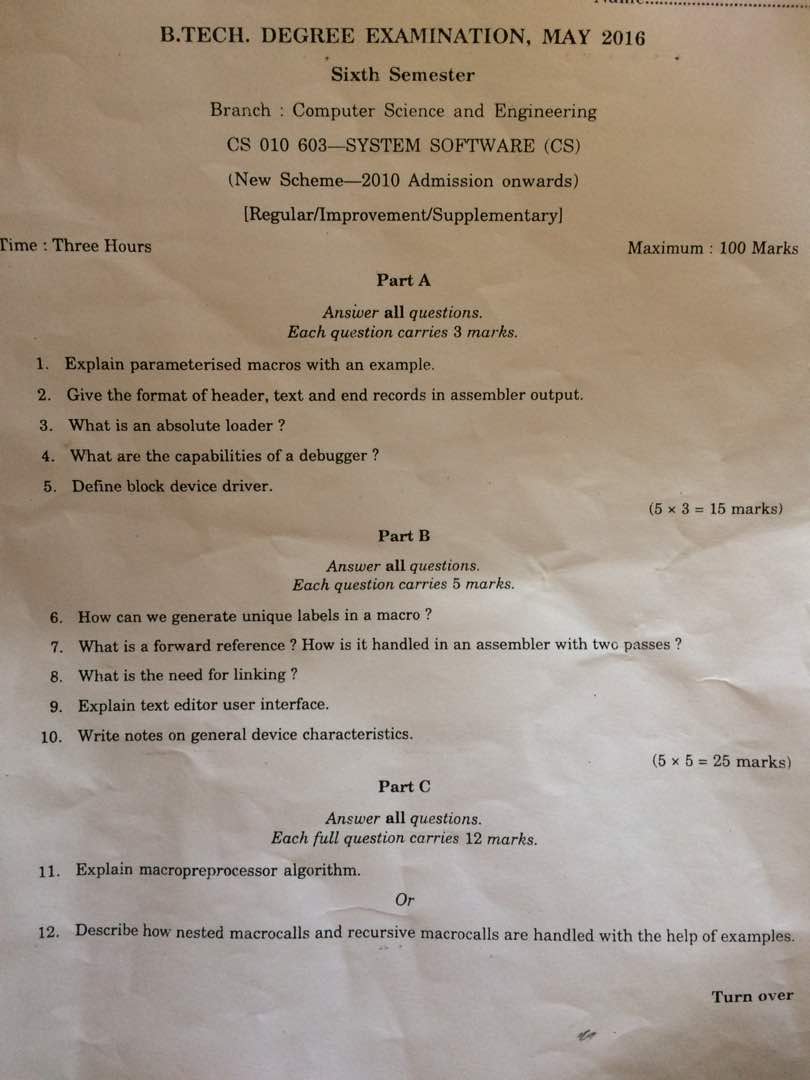 B.TECH. DEGREE EXAMINATION, MAY 2016
Sixth Semester
Branch : Computer Science and Engineering
CS 010 603—SYSTEM SOFTWARE (CS)
(New Scheme—2010 Admission onwards)
[Regular/Improvement/Supplementary]
Time : Three Hours Maximum : 100 Marks
Part A
Answer all questions.
Each question carries 3 marks.
1. Explain parameterised macros with an example.
2. Give the format of header, text and end records in assembler output.
3. What is an absolute loader ?
4. What are the capabilities of a debugger ?
5. Define block device driver.
(5 × 3 = 15 marks)
Part B
Answer all questions.
Each question carries 5 marks.
6. How can we generate unique labels in a macro ?
7. What is a forward reference ? How is it handled in an assembler with two passes ?
8. What is the need for linking ?
9. Explain text editor user interface.
10. Write notes on general device characteristics.
(5 × 5 = 25 marks)
Part C
Answer all questions.
Each full question carries 12 marks.
11. Explain macropreprocessor algorithm.
Or
12. Describe how nested macrocalls and recursive macrocalls are handled with the help of examples.
Turn over